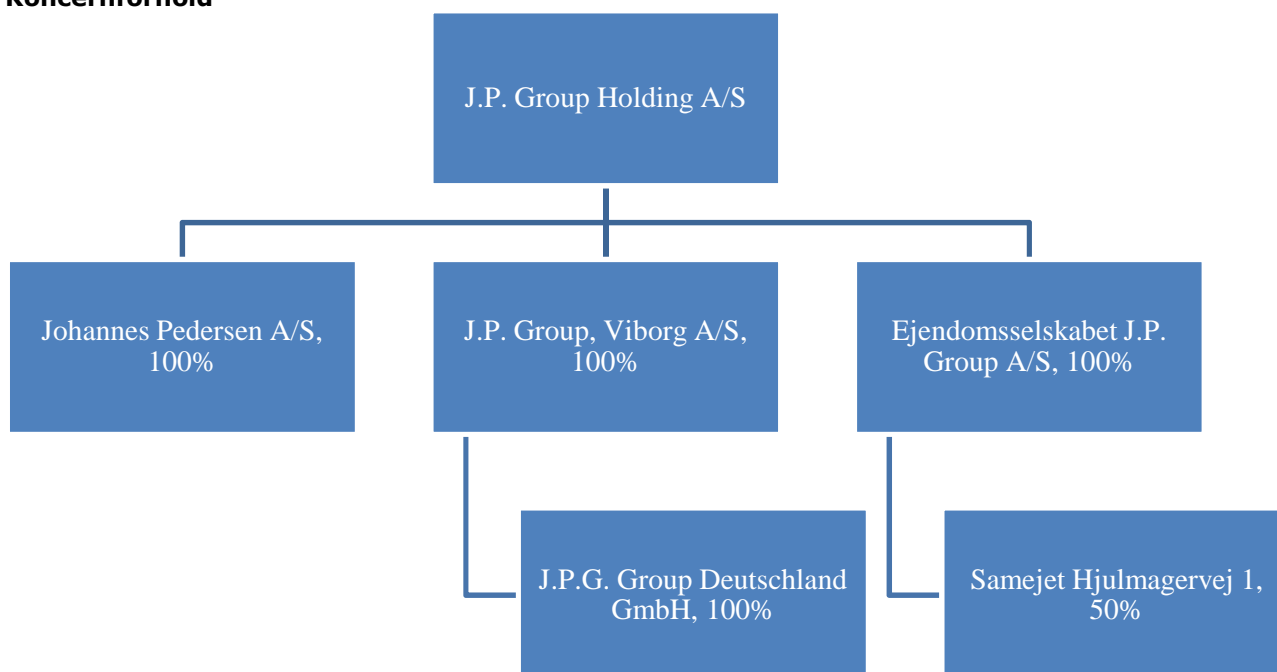 Koncernforhold
J.P. Group Holding A/S
Johannes Pedersen A/S,
100%
J.P. Group, Viborg A/S,
100%
Ejendomsselskabet J.P.
Group A/S, 100%
J.P.G. Group Deutschland
GmbH, 100%
Samejet Hjulmagervej 1,
50%